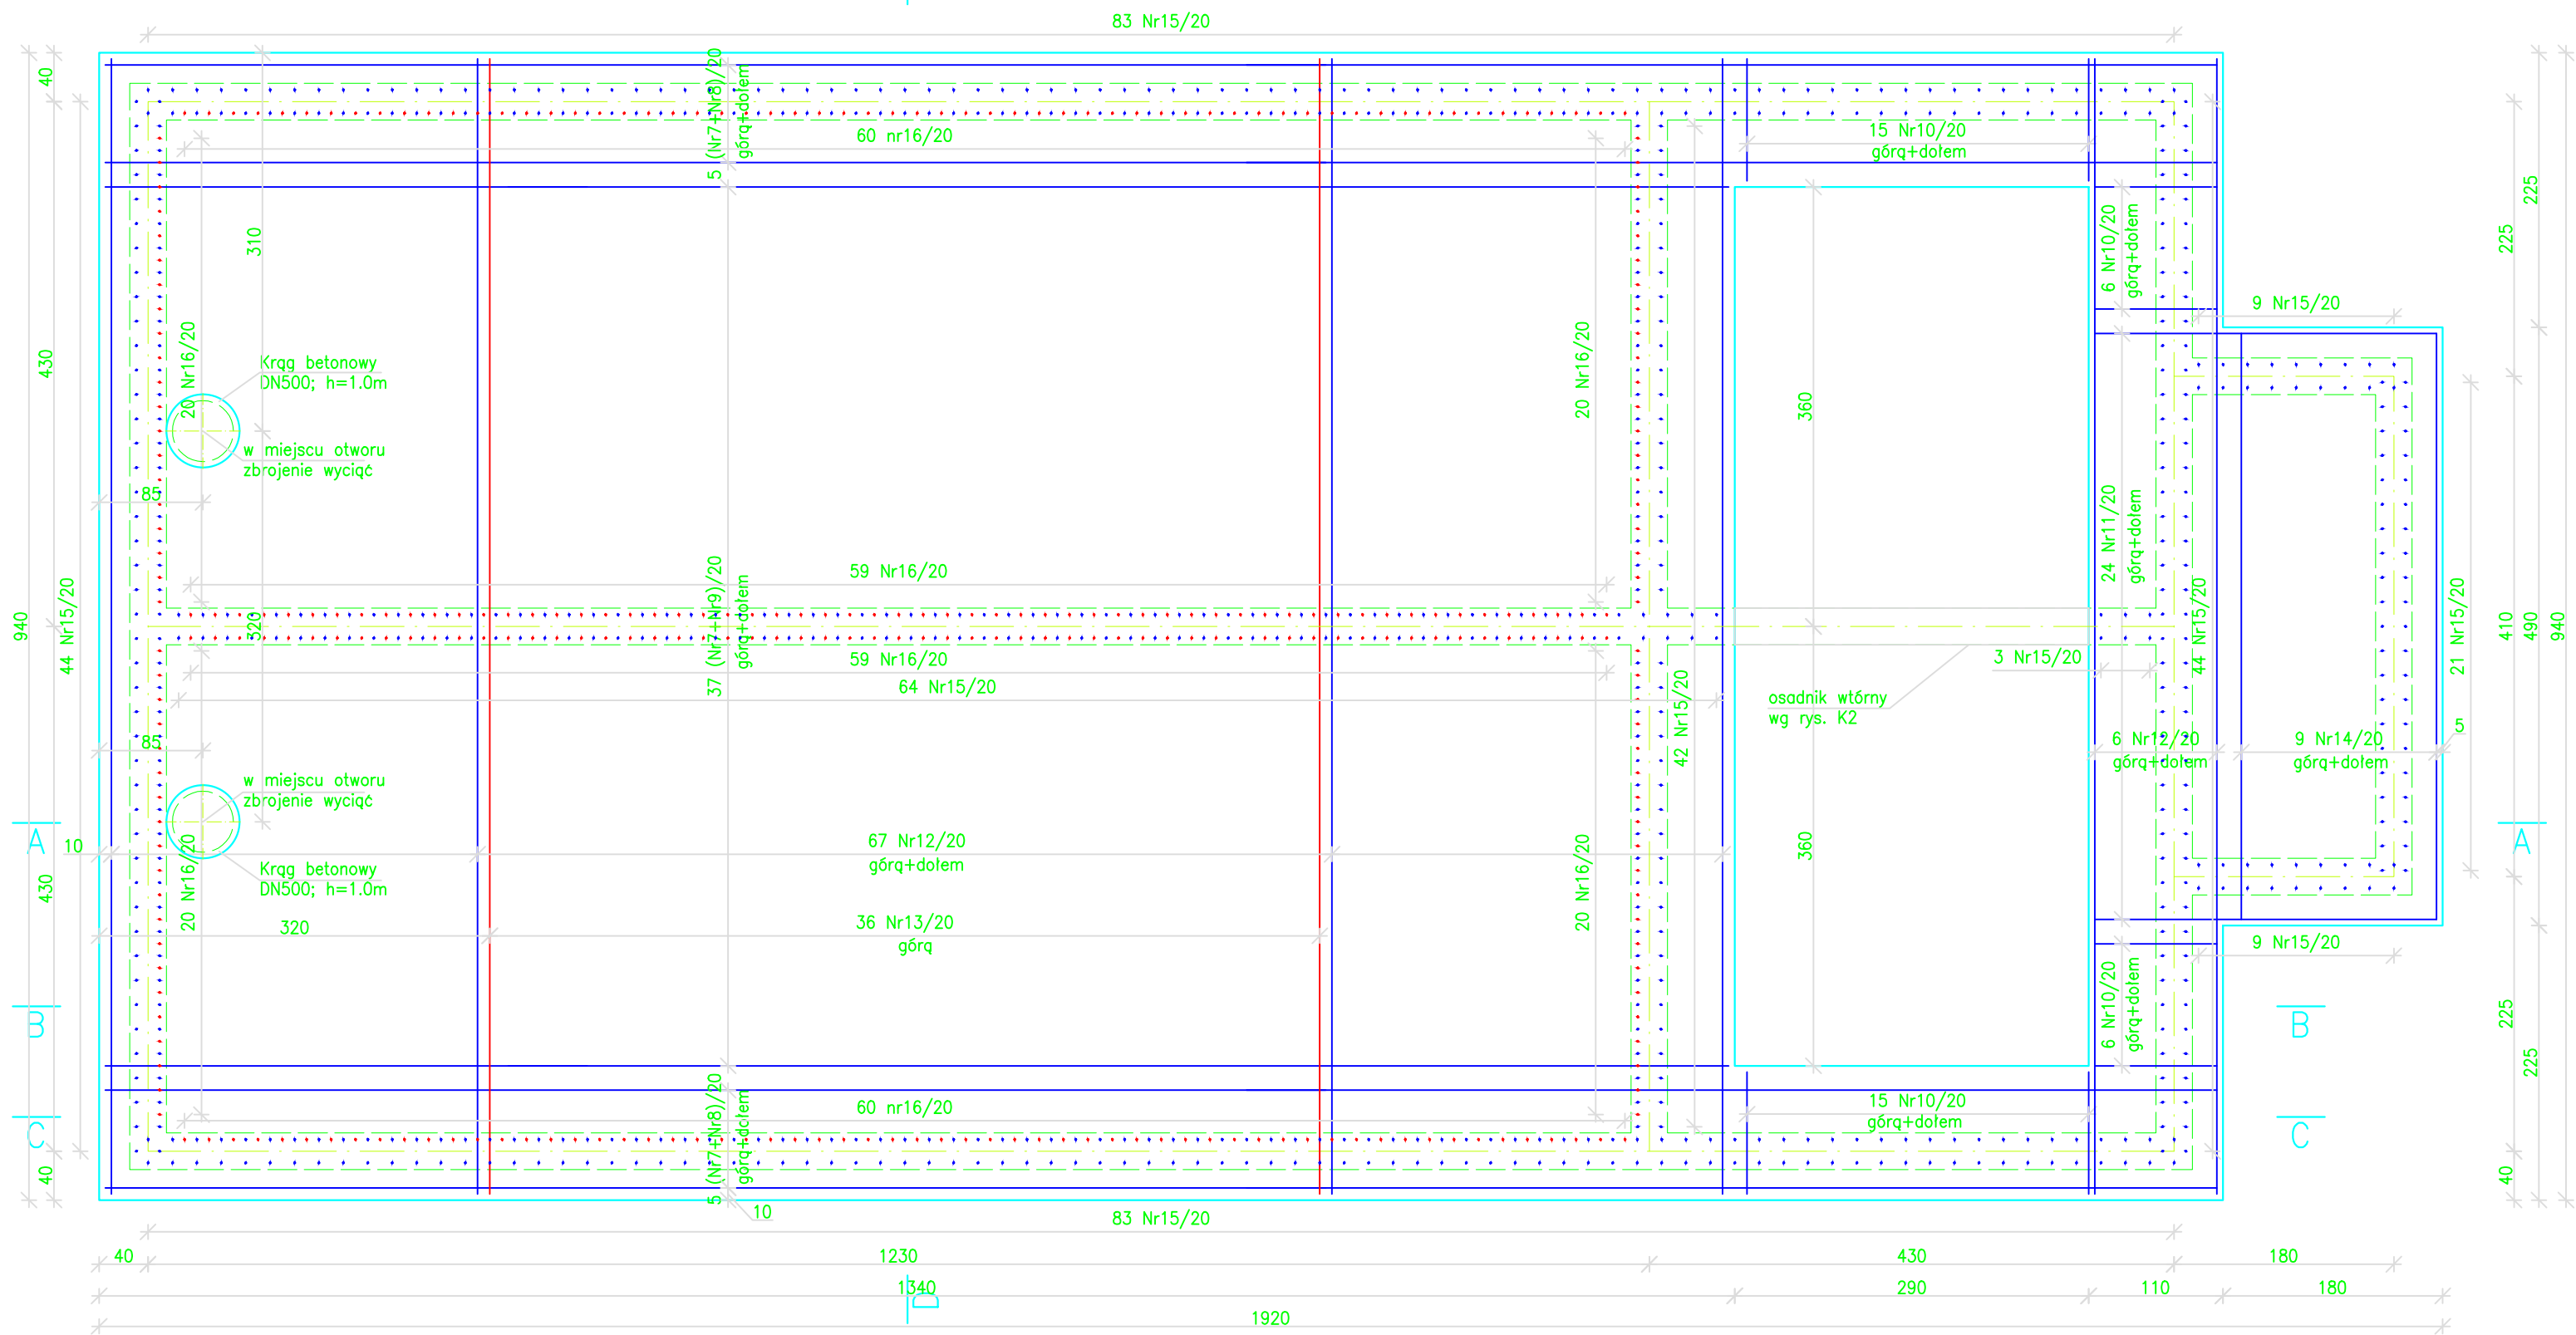 83 Nr15/20
40
5 (Nr7+Nr8)/20
górą+dołem
60 nr16/20
15 Nr10/20
górą+dołem
225
225
310
6 Nr10/20
górą+dołem
9 Nr15/20
430
20 Nr16/20
Krąg betonowy
DN500; h=1.0m
20 Nr16/20
360
w miejscu otworu
zbrojenie wyciąć
85
24 Nr11/20
górą+dołem
59 Nr16/20
940
44 Nr15/20
320
37 (Nr7+Nr9)/20
górą+dołem
59 Nr16/20
64 Nr15/20
42 Nr15/20
3 Nr15/20
44 Nr15/20
21 Nr15/20
410
490
940
osadnik wtórny
wg rys. K2
85
6 Nr12/20
górą+dołem
9 Nr14/20
górą+dołem
5
w miejscu otworu
zbrojenie wyciąć
A
10
67 Nr12/20
górą+dołem
360
A
430
20 Nr16/20
Krąg betonowy
DN500; h=1.0m
20 Nr16/20
320
36 Nr13/20
górą
9 Nr15/20
B
6 Nr10/20
górą+dołem
B
225
225
C
5 (Nr7+Nr8)/20
górą+dołem
60 nr16/20
15 Nr10/20
górą+dołem
C
40
40
10
83 Nr15/20
40
1230
430
180
1340
D
290
110
180
1920